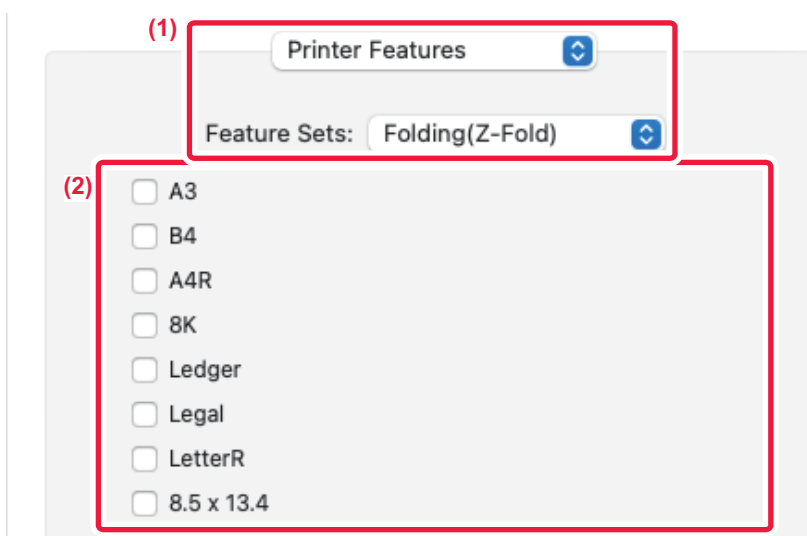 (1)
Printer Features
Feature Sets: Folding(Z-Fold)
(2)
A3
B4
A4R
8K
Ledger
Legal
LetterR
8.5 x 13.4